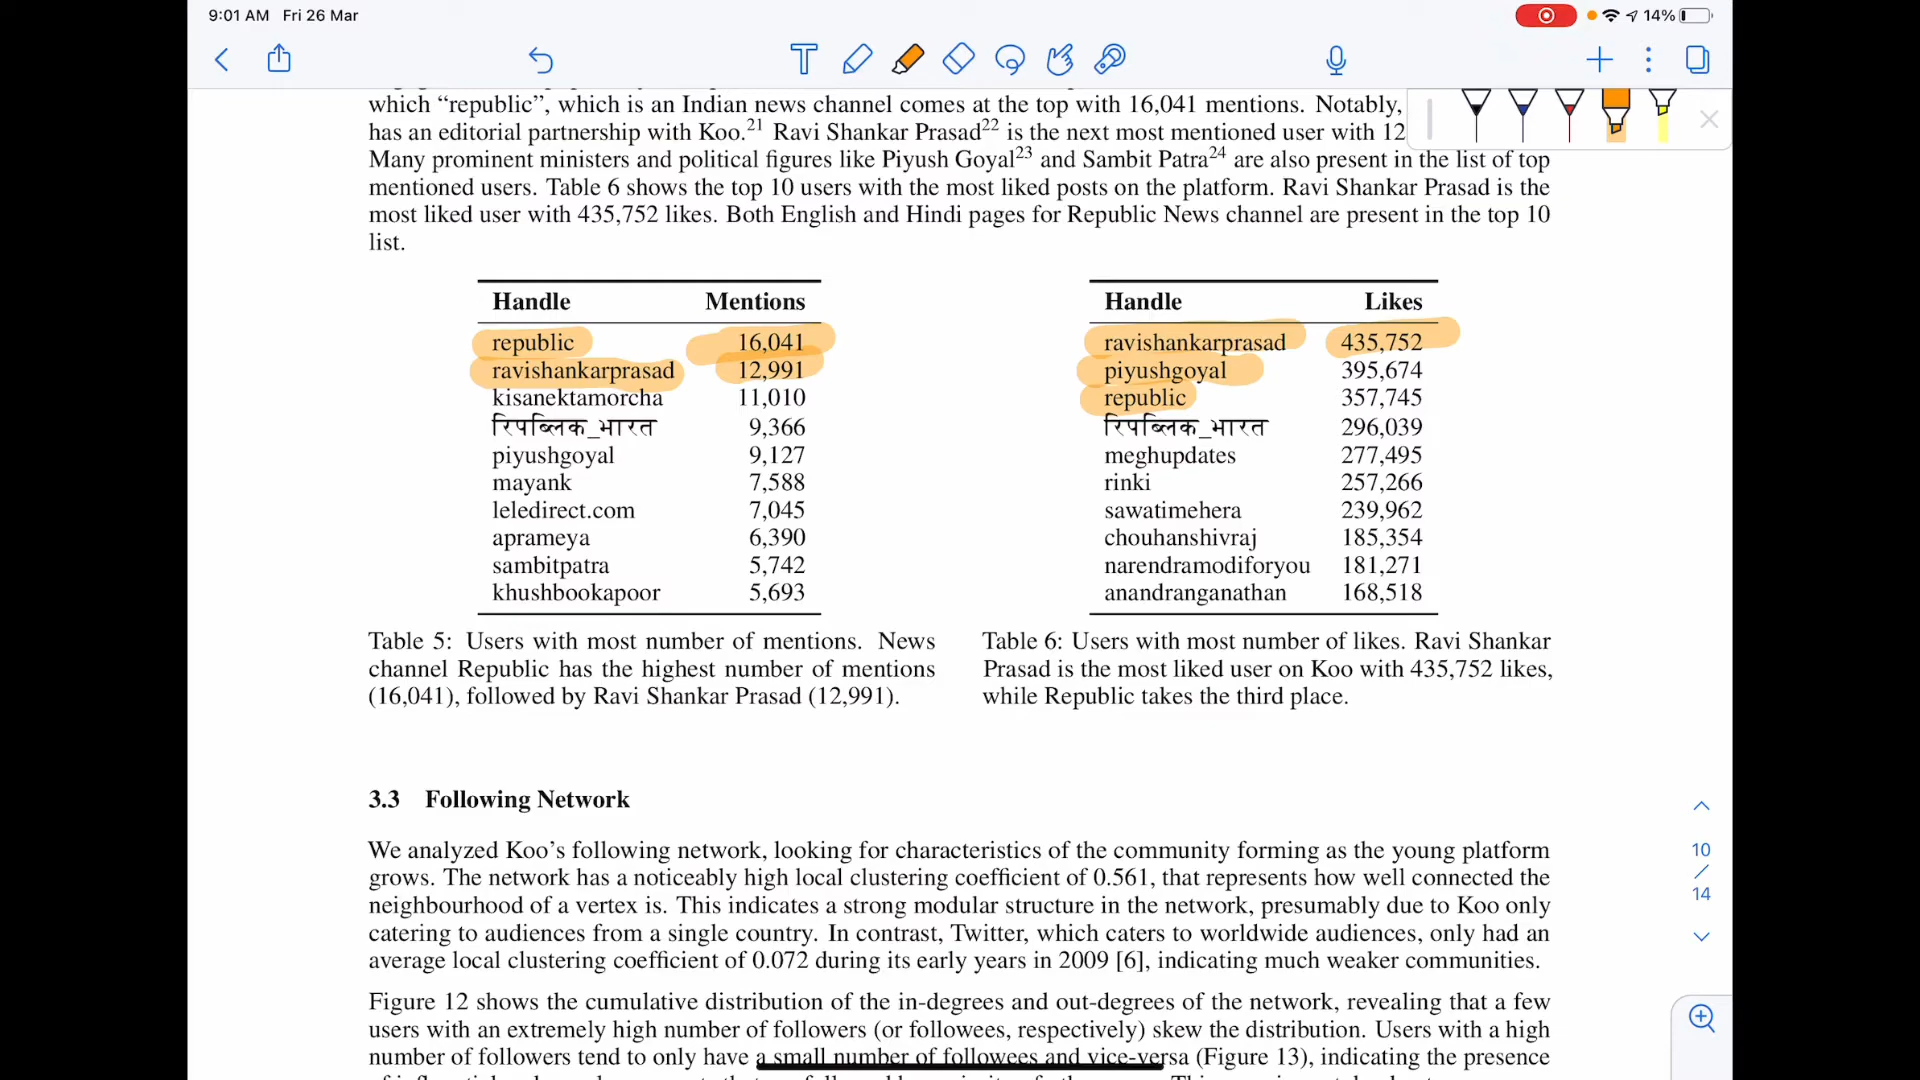 9:01 AM Fri 26 Mar
14%
which “republic”, which is an Indian news channel comes at the top with 16,041 mentions. Notably,
has an editorial partnership with Koo.21 Ravi Shankar Prasad22 is the next most mentioned user with 12
Many prominent ministers and political figures like Piyush Goyal23 and Sambit Patra24 are also present in the list of top
mentioned users. Table 6 shows the top 10 users with the most liked posts on the platform. Ravi Shankar Prasad is the
most liked user with 435,752 likes. Both English and Hindi pages for Republic News channel are present in the top 10
list.
Handle Mentions
republic 16,041
ravishankarprasad 12,991
kisanektamorcha 11,010
रिपब्लिक_भारत 9,366
piyushgoyal 9,127
mayank 7,588
leledirect.com 7,045
aprameya 6,390
sambitpatra 5,742
khushbookapoor 5,693
Table 5: Users with most number of mentions. News
channel Republic has the highest number of mentions
(16,041), followed by Ravi Shankar Prasad (12,991).
Handle Likes
ravishankarprasad 435,752
piyushgoyal 395,674
republic 357,745
रिपब्लिक_भारत 296,039
meghupdates 277,495
rinki 257,266
sawatimehera 239,962
chouhanshivraj 185,354
narendramodiforyou 181,271
anandranganathan 168,518
Table 6: Users with most number of likes. Ravi Shankar
Prasad is the most liked user on Koo with 435,752 likes,
while Republic takes the third place.
3.3 Following Network
We analyzed Koo’s following network, looking for characteristics of the community forming as the young platform
grows. The network has a noticeably high local clustering coefficient of 0.561, that represents how well connected the
neighbourhood of a vertex is. This indicates a strong modular structure in the network, presumably due to Koo only
catering to audiences from a single country. In contrast, Twitter, which caters to worldwide audiences, only had an
average local clustering coefficient of 0.072 during its early years in 2009 [6], indicating much weaker communities.
Figure 12 shows the cumulative distribution of the in-degrees and out-degrees of the network, revealing that a few
users with an extremely high number of followers (or followees, respectively) skew the distribution. Users with a high
number of followers tend to only have a small number of followees and vice-versa (Figure 13), indicating the presence
10
/
14